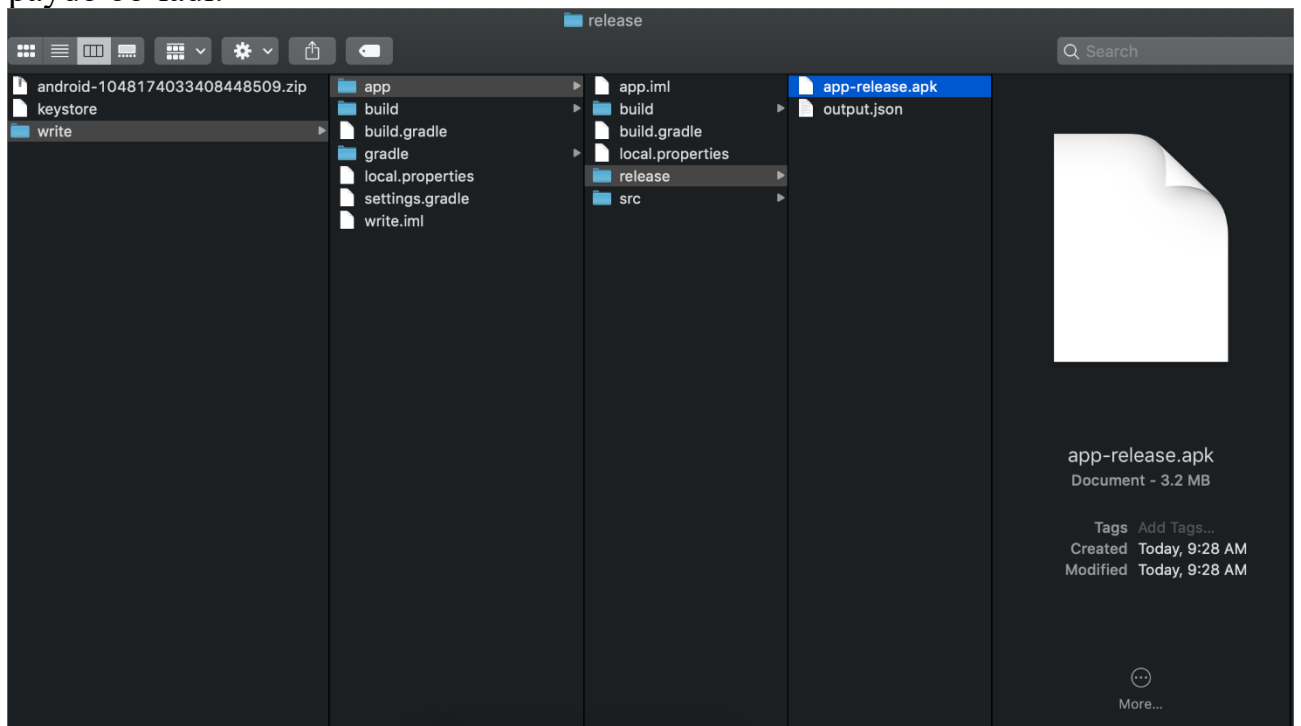 release
Search
android-1048174033408448509.zip
keystore
write
app
build
build.gradle
gradle
local.properties
settings.gradle
write.iml
app.iml
build
build.gradle
local.properties
release
src
app-release.apk
output.json
app-release.apk
Document - 3.2 MB
Tags Add Tags...
Created Today, 9:28 AM
Modified Today, 9:28 AM
More...